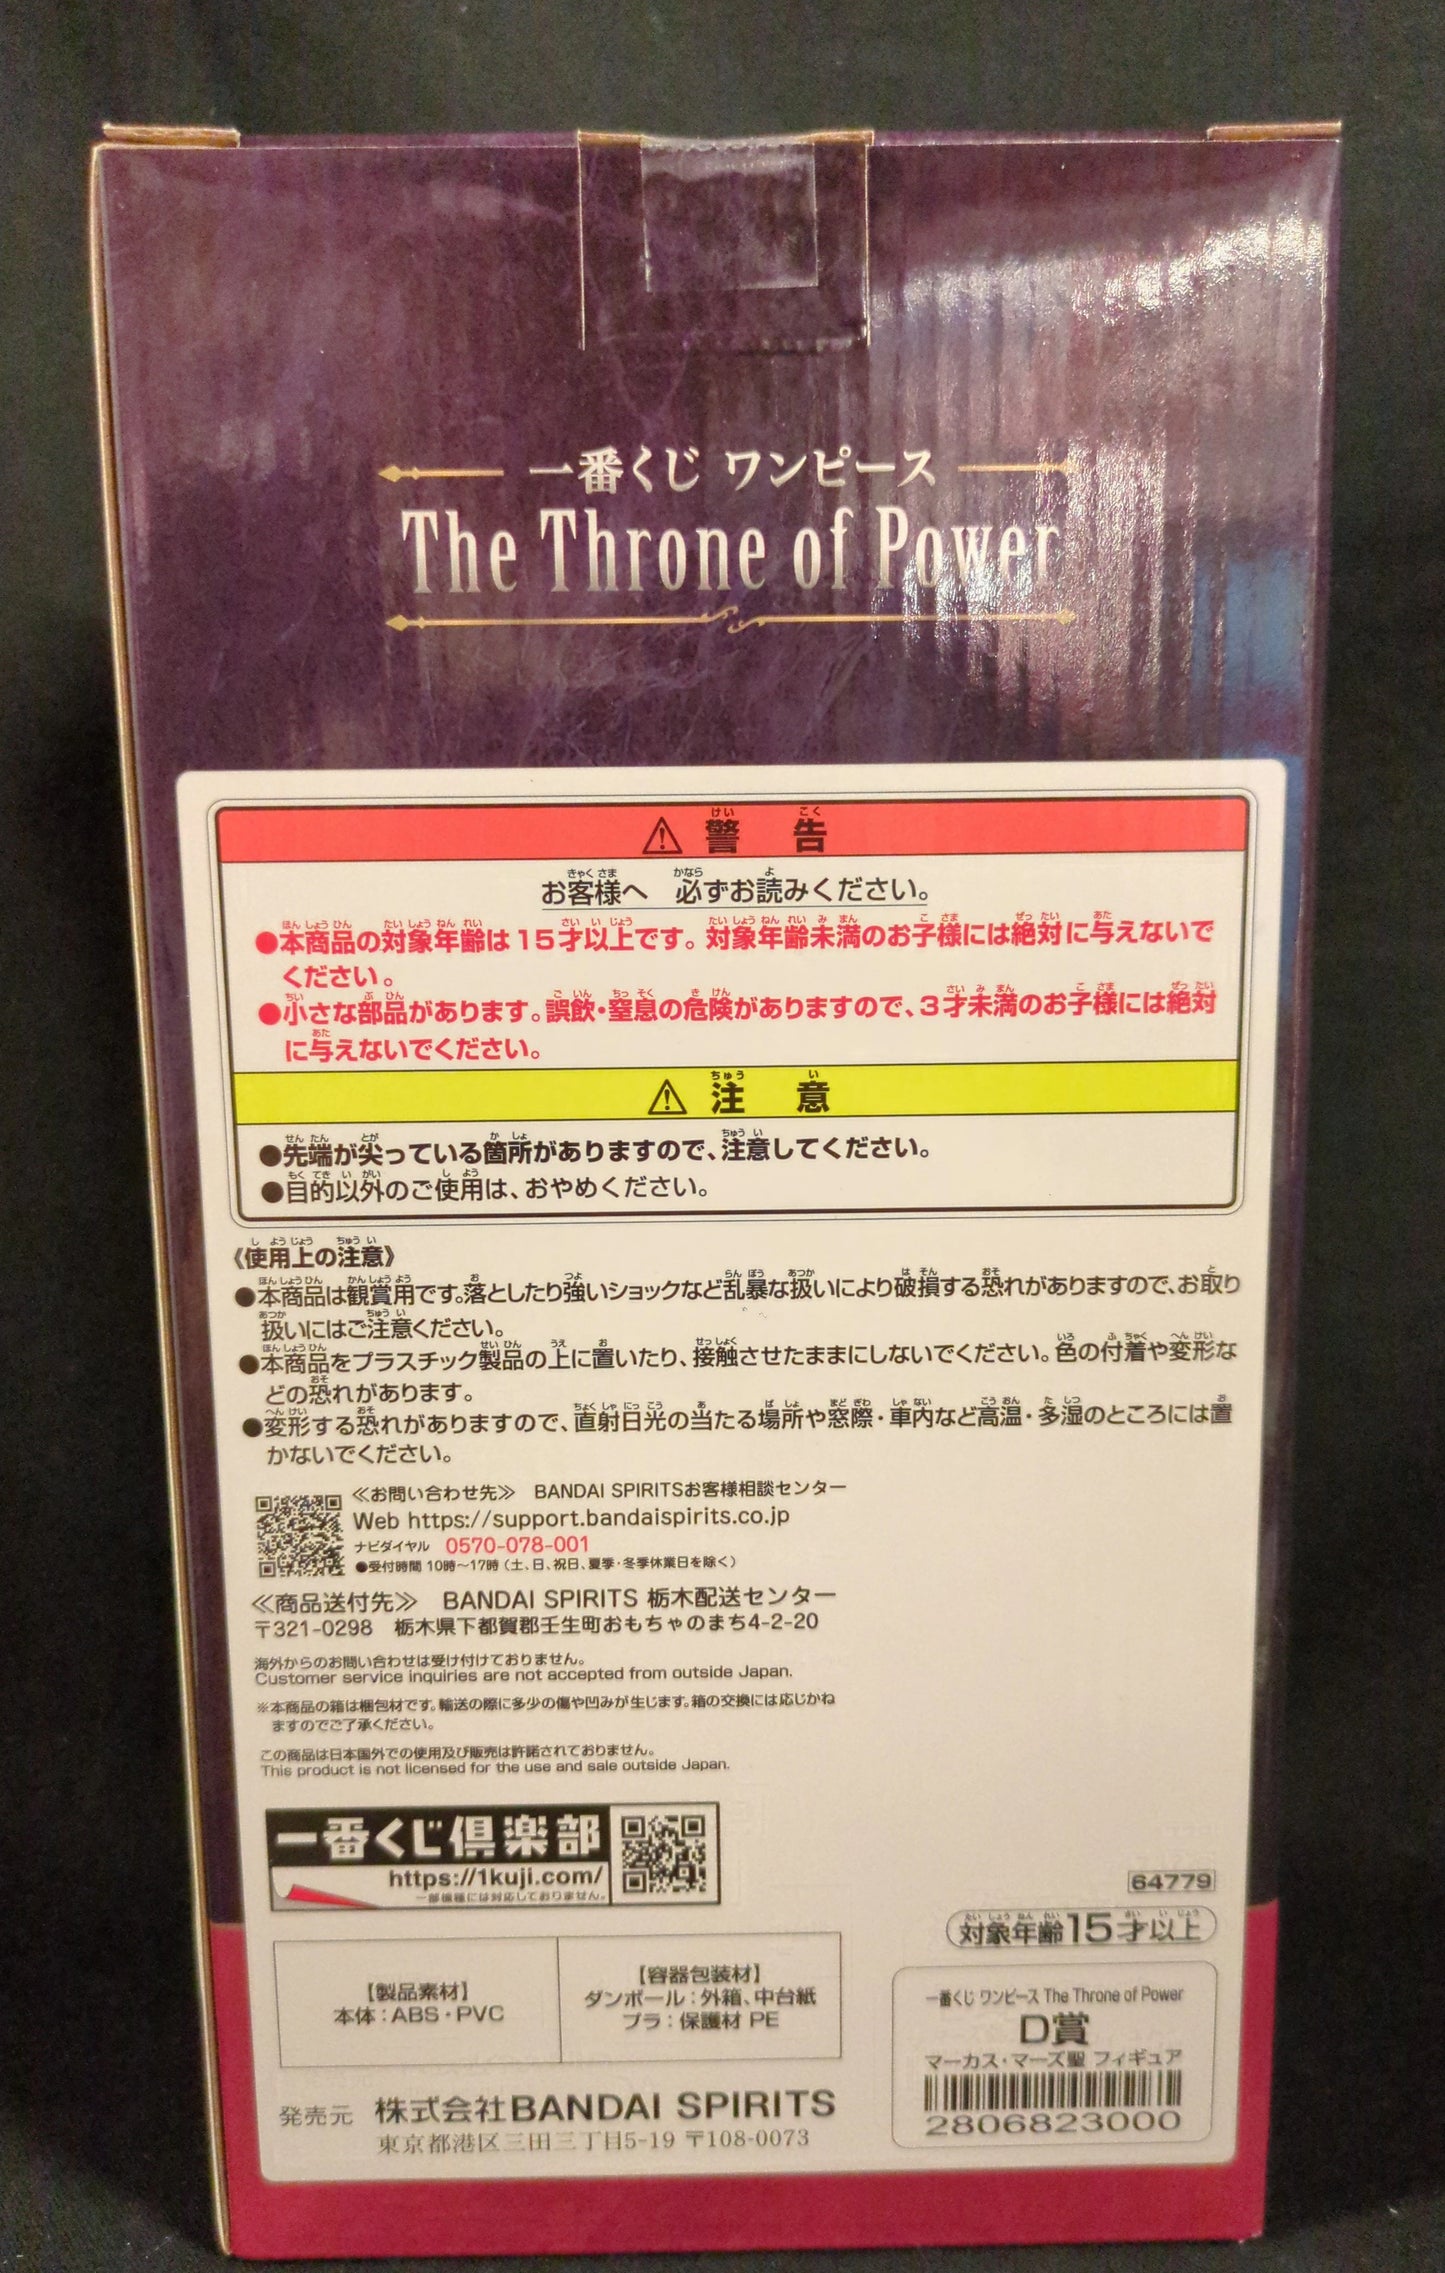 一番くじ ワンピース
The Throne of Power
⚠ 警告
お客様へ 必ずお読みください。
●本商品の対象年齢は15才以上です。対象年齢未満のお子様には絶対に与えないで
ください。
●小さな部品があります。誤飲・窒息の危険がありますので、3才未満のお子様には絶対
に与えないでください。
⚠ 注意
●先端が尖っている箇所がありますので、注意してください。
●目的以外のご使用は、おやめください。
《使用上の注意》
●本商品は観賞用です。落としたり強いショックなど乱暴な扱いにより破損する恐れがありますので、お取り
扱いにはご注意ください。
●本商品をプラスチック製品の上に置いたり、接触させたままにしないでください。色の付着や変形な
どの恐れがあります。
●変形する恐れがありますので、直射日光の当たる場所や窓際・車内など高温・多湿のところには置
かないでください。
≪お問い合わせ先≫ BANDAI SPIRITSお客様相談センター
Web https://support.bandaispirits.co.jp
ナビダイヤル 0570-078-001
●受付時間 10時〜17時（土、日、祝日、夏季・冬季休業日を除く）
≪商品送付先≫ BANDAI SPIRITS 栃木配送センター
〒321-0298 栃木県下都賀郡壬生町おもちゃのまち4-2-20
海外からのお問い合わせは受け付けておりません。
Customer service inquiries are not accepted from outside Japan.
※本商品の箱は梱包材です。輸送の際に多少の傷や凹みが生じます。箱の交換には応じかね
ますのでご了承ください。
この商品は日本国外での使用及び販売は許諾されておりません。
This product is not licensed for the use and sale outside Japan.
一番くじ倶楽部
https://1kuji.com/
一部機種には対応しておりません。
64779
対象年齢15才以上
【製品素材】
本体：ABS・PVC
【容器包装材】
ダンボール：外箱、中台紙
プラ：保護材 PE
一番くじ ワンピース The Throne of Power
D賞
マーカス・マーズ聖 フィギュア
2806823000
発売元 株式会社BANDAI SPIRITS
東京都港区三田三丁目5-19 〒108-0073